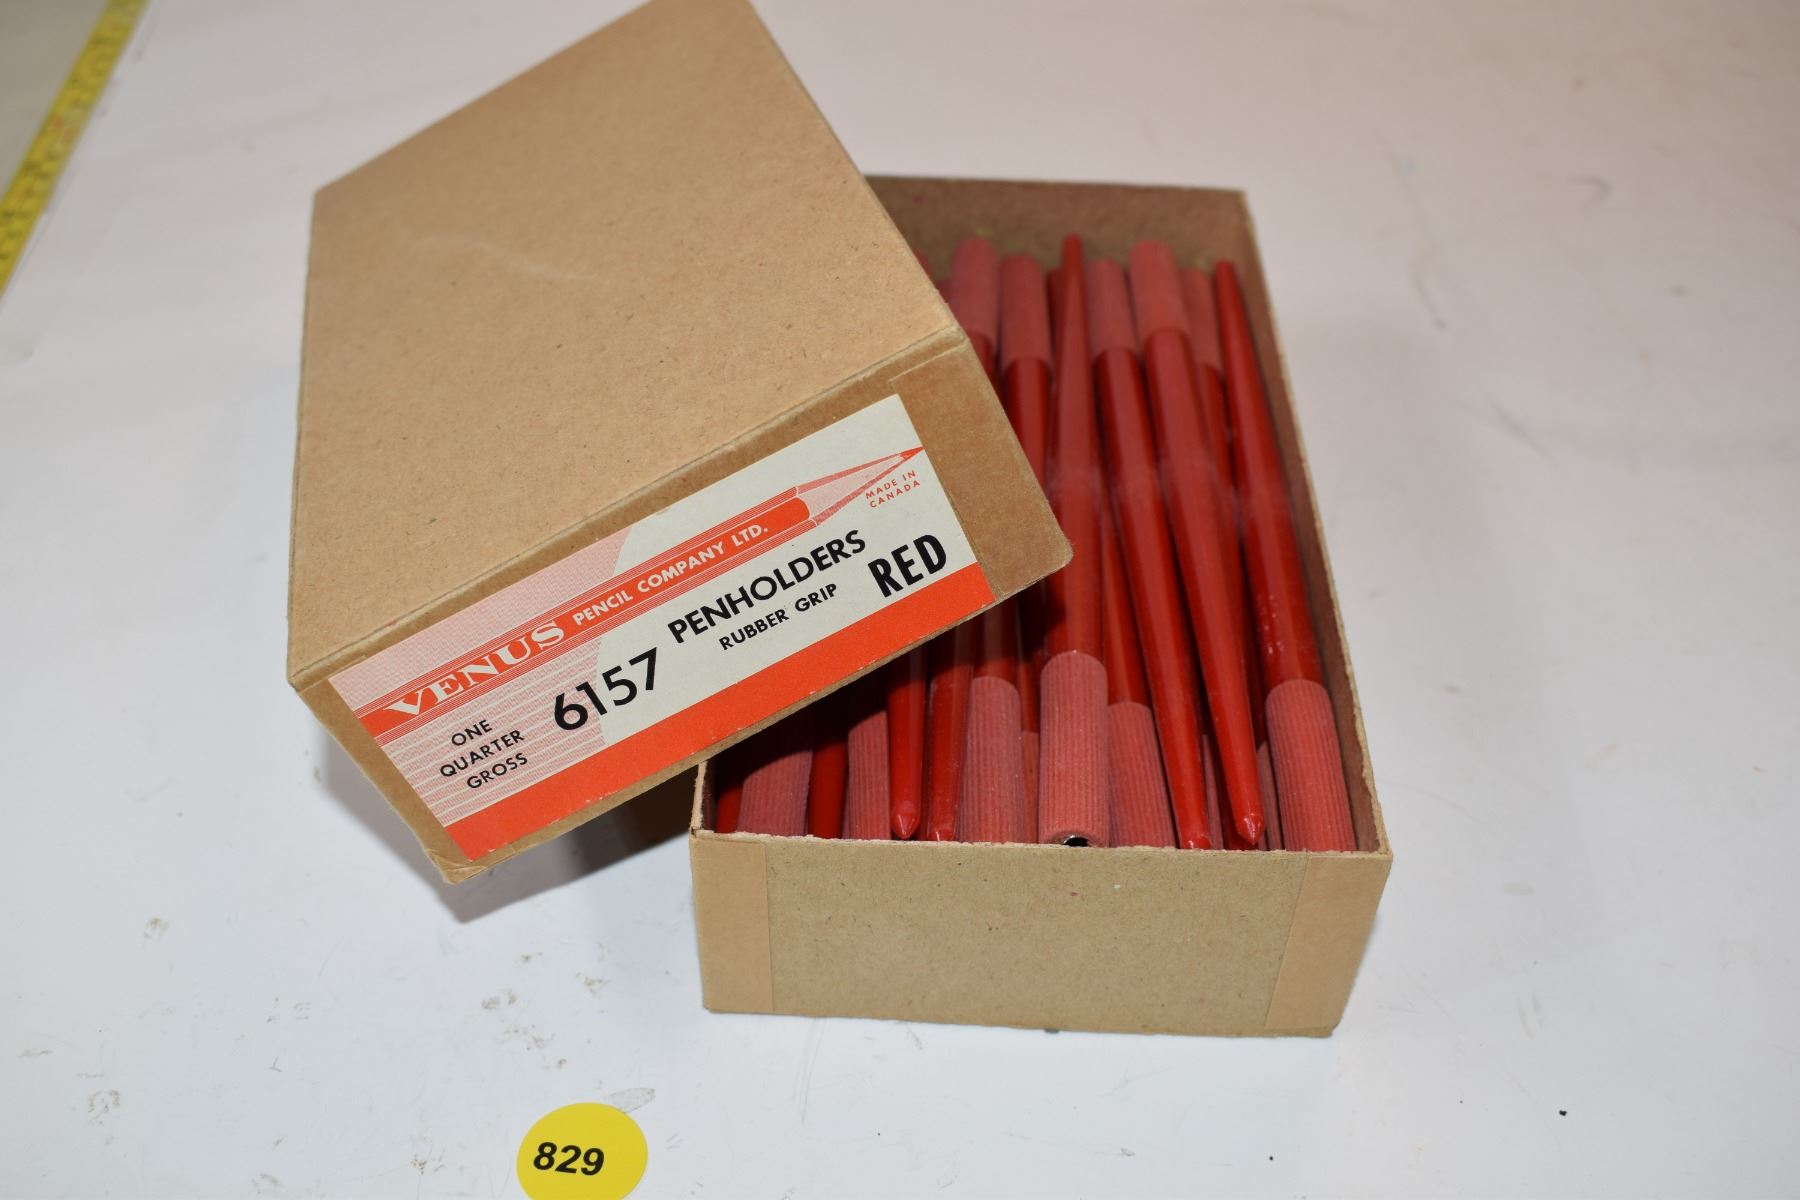 VENUS PENCIL COMPANY LTD.
MADE IN
CANADA
ONE
QUARTER
GROSS
6157
PENHOLDERS
RUBBER GRIP
RED
829